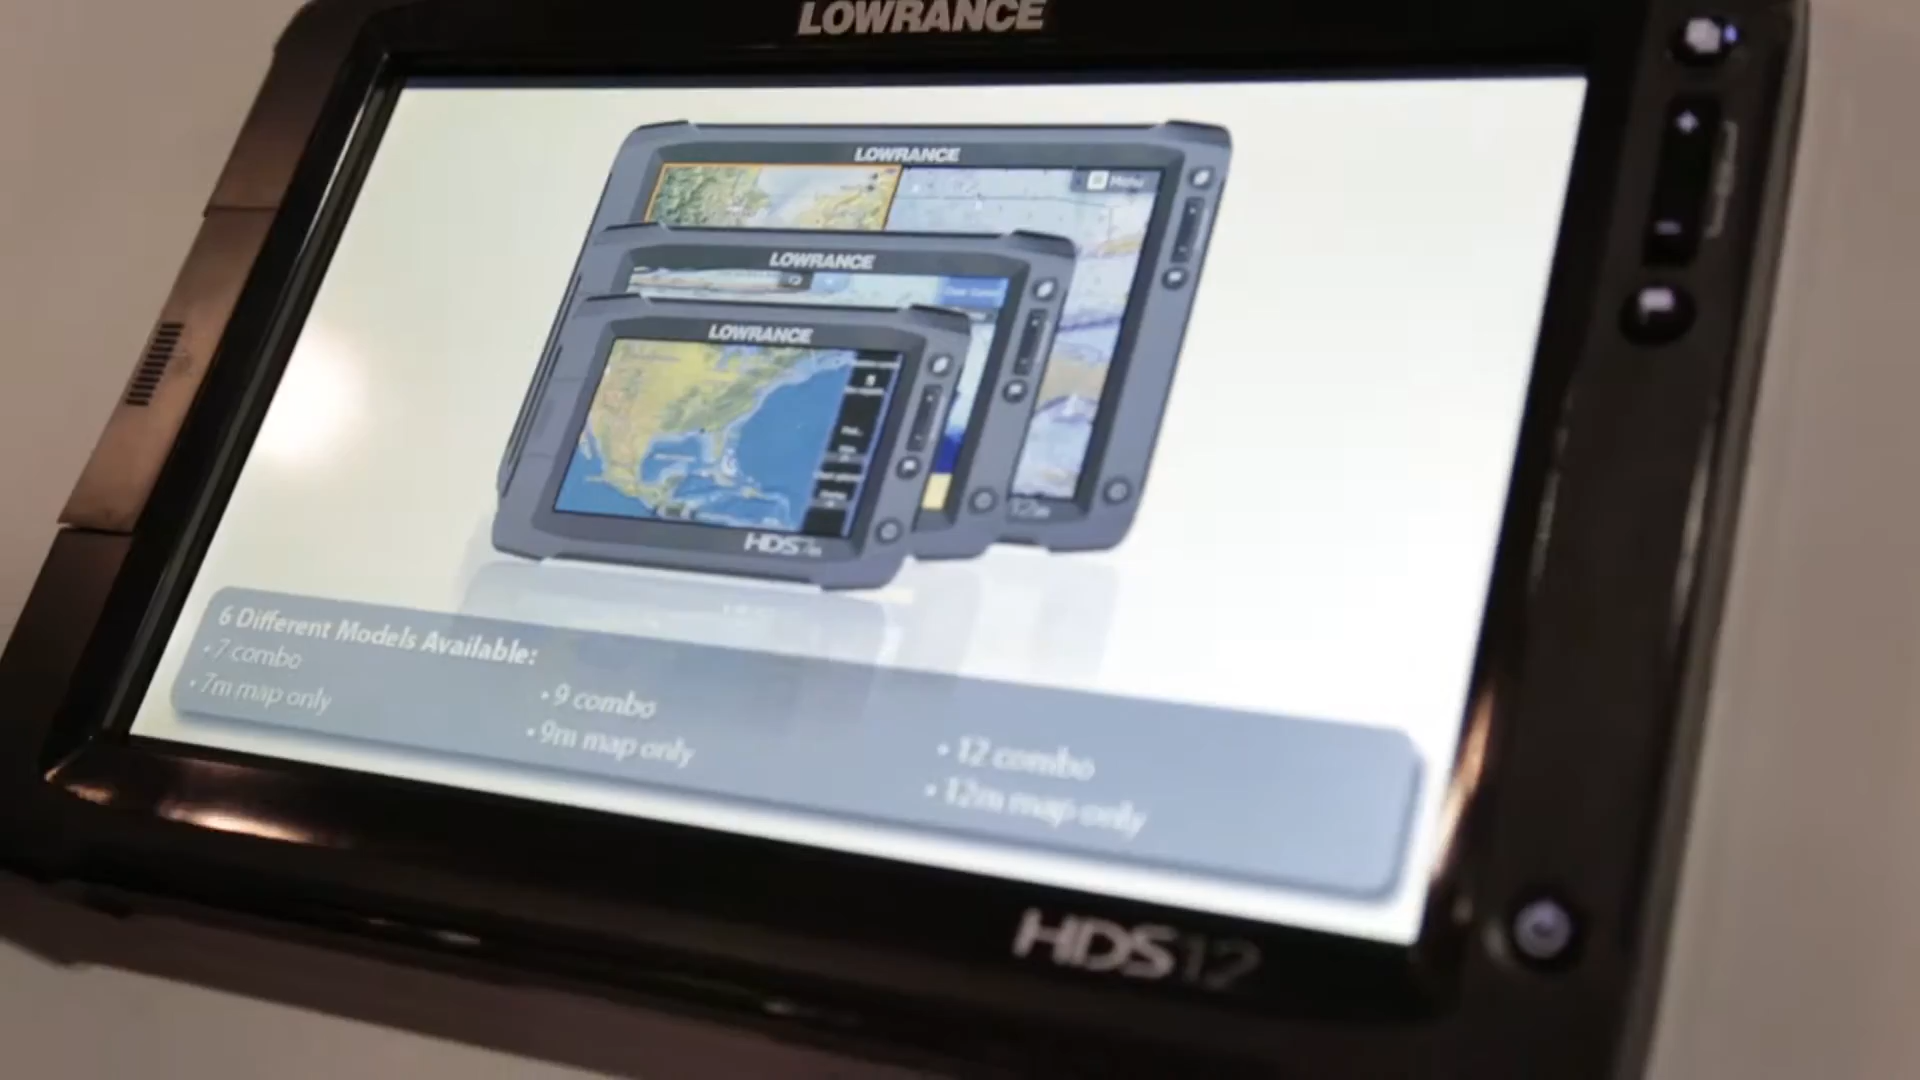 LOWRANCE
LOWRANCE
Menu
LOWRANCE
LOWRANCE
HDS
6 Different Models Available:
• 7 combo
• 7m map only
• 9 combo
• 9m map only
• 12 combo
• 12m map only
HDS12